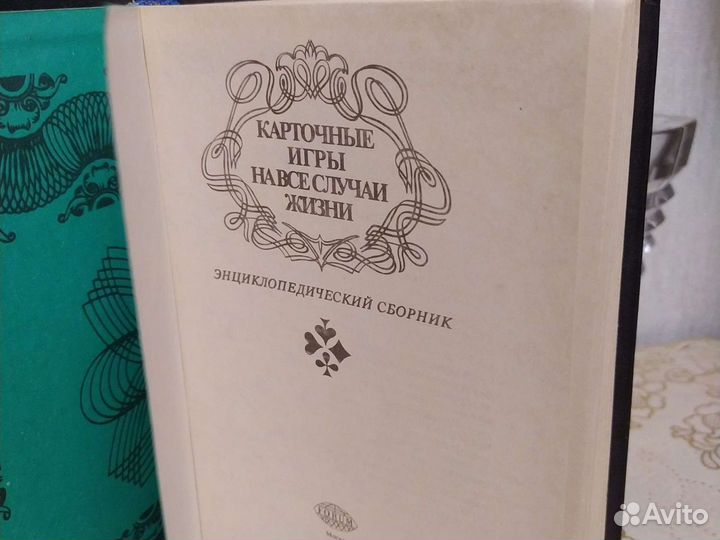 КАРТОЧНЫЕ
ИГРЫ
НА ВСЕ СЛУЧАИ
ЖИЗНИ
ЭНЦИКЛОПЕДИЧЕСКИЙ СБОРНИК
Avito